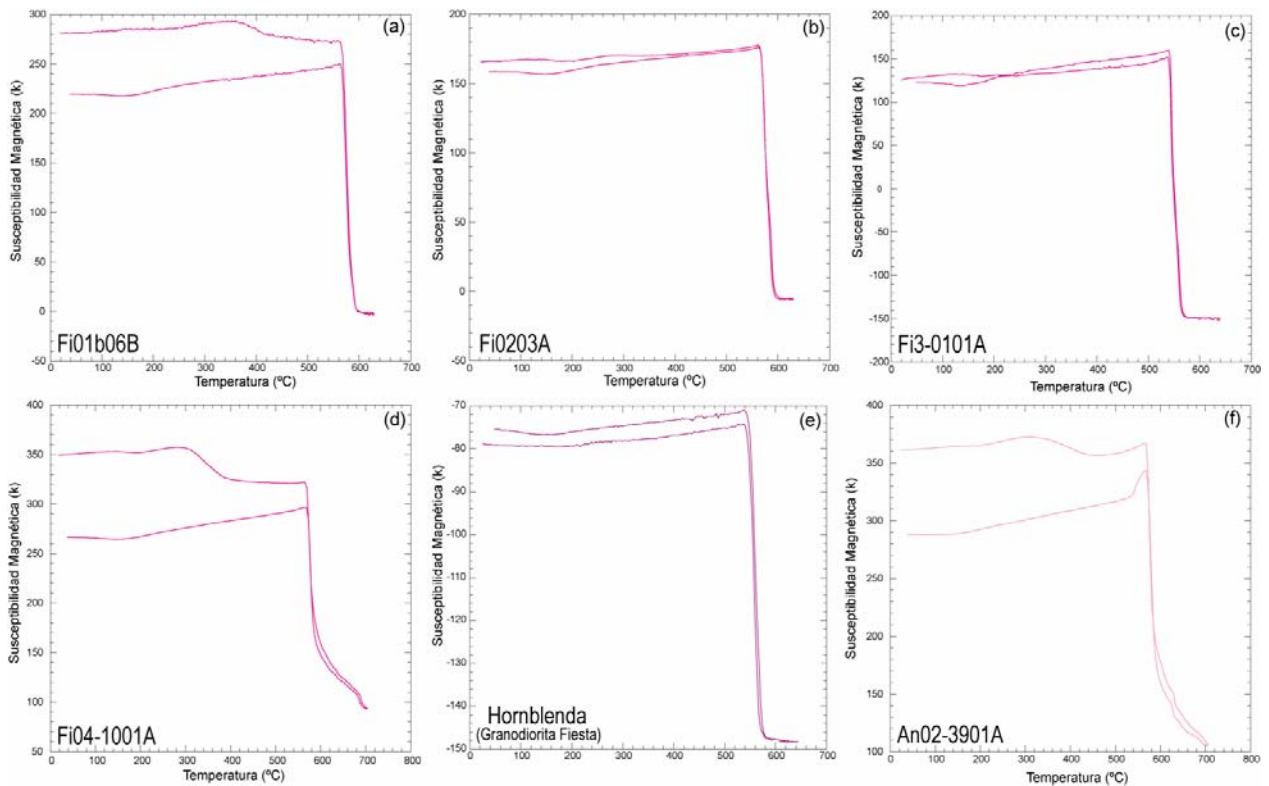 (a)
Susceptibilidad Magnética (k)
300
250
200
150
100
50
0
50
0 100 200 300 400 500 600 700
Temperatura (ºC)
Fi01b06B
(b)
Susceptibilidad Magnética (k)
200
150
100
50
0
50
0 100 200 300 400 500 600 700
Temperatura (ºC)
Fi0203A
(c)
Susceptibilidad Magnética (k)
200
150
100
50
0
-50
-100
-150
-200
0 100 200 300 400 500 600 700
Temperatura (ºC)
Fi3-0101A
(d)
Susceptibilidad Magnética (k)
400
350
300
250
200
150
100
50
0 100 200 300 400 500 600 700 800
Temperatura (ºC)
Fi04-1001A
(e)
Susceptibilidad Magnética (k)
-70
-80
-90
-100
-110
-120
-130
-140
-150
0 100 200 300 400 500 600 700
Temperatura (ºC)
Hornblenda
(Granodiorita Fiesta)
(f)
Susceptibilidad Magnética (k)
400
350
300
200
150
100
0 100 200 300 400 500 600 700 800
Temperatura (ºC)
An02-3901A